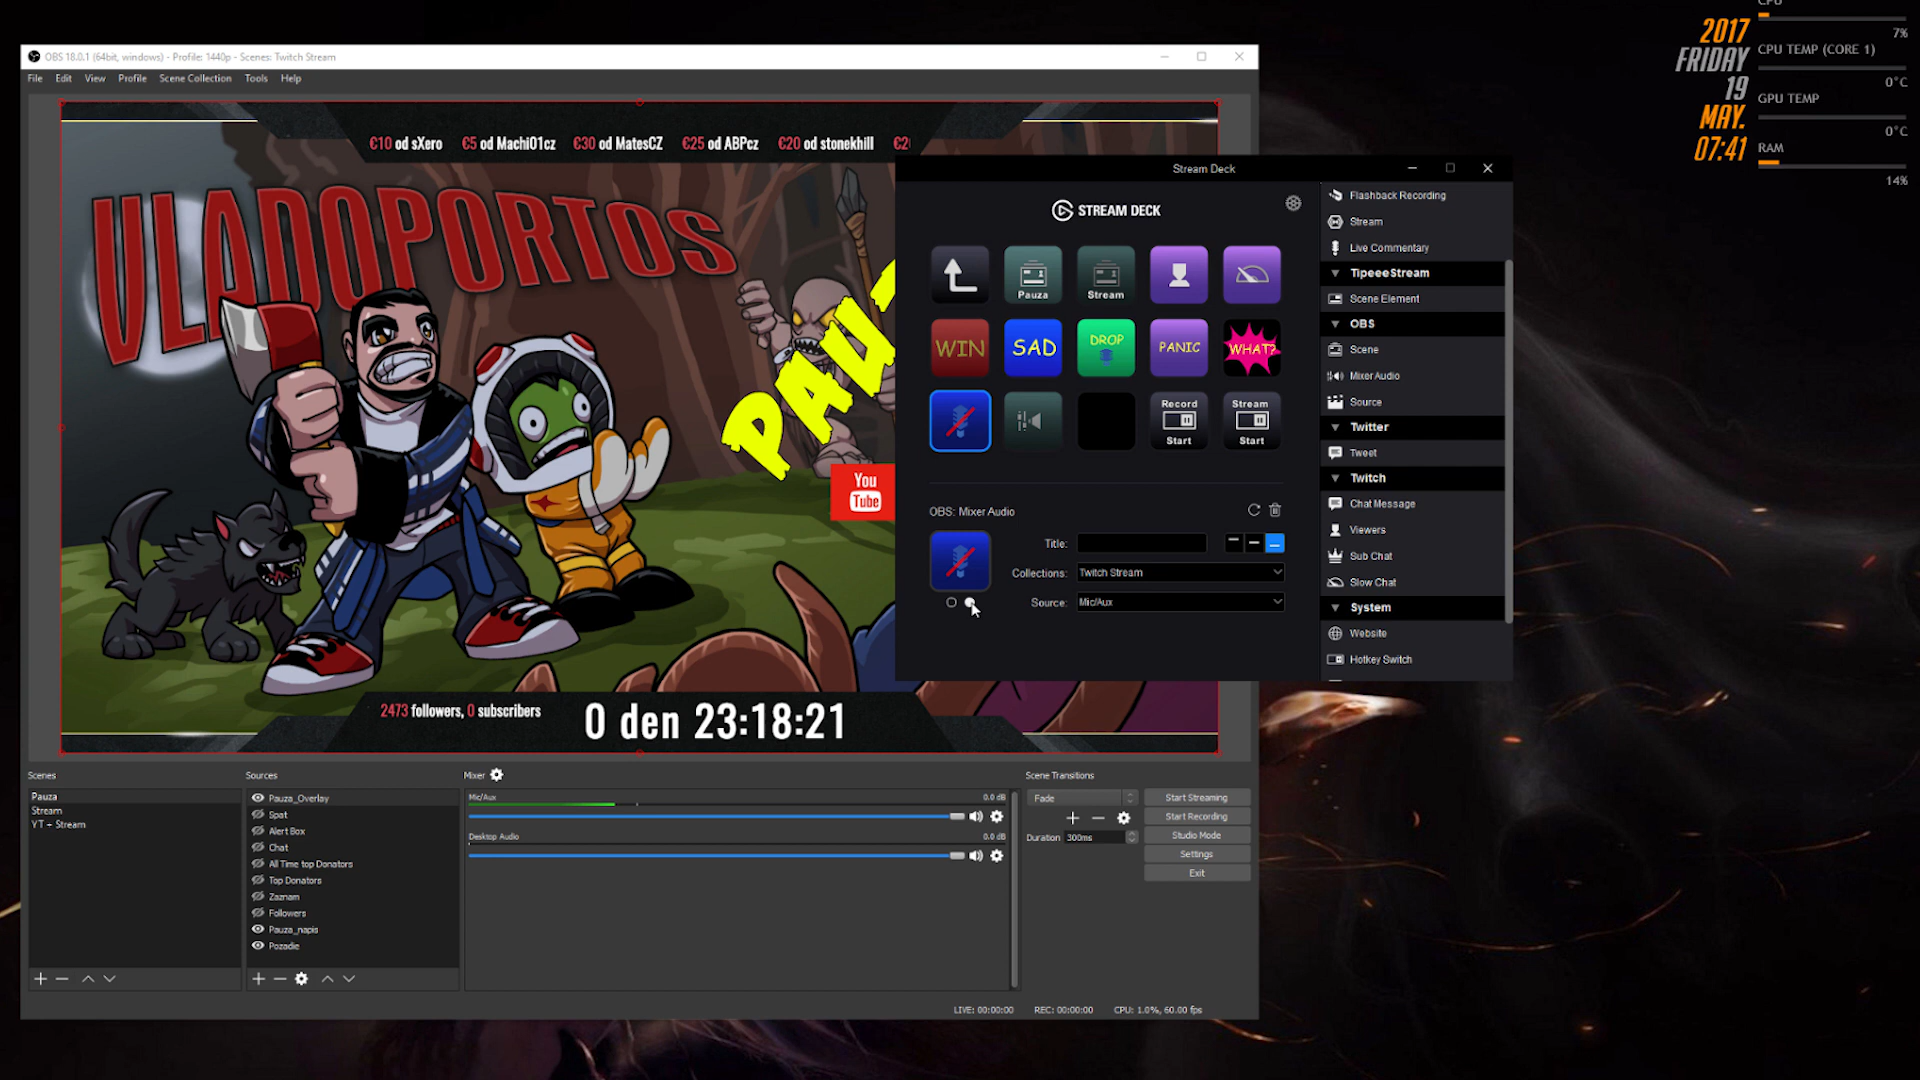 OBS 18.0.1 (64bit, windows) - Profile: 1440p - Scenes: Twitch Stream
File Edit View Profile Scene Collection Tools Help
€10 od sXero €5 od Machi01cz €30 od MatesCZ €25 od ABPcz €20 od stonekhill
VLADOPORTOS
You
Tube
2473 followers, 0 subscribers
0 den 23:18:21
Scenes
Pauza
Stream
YT + Stream
Sources
Pauza_Overlay
Spat
Alert Box
Chat
All Time top Donators
Top Donators
Zaznam
Followers
Pauza_napis
Pozadie
Mixer
Mic/Aux 0.0 dB
Desktop Audio 0.0 dB
Scene Transitions
Fade
Duration 300ms
Start Streaming
Start Recording
Studio Mode
Settings
Exit
LIVE: 00:00:00 REC: 00:00:00 CPU: 1.0%, 60.00 fps
Stream Deck
STREAM DECK
Pauza
Stream
WIN
SAD
DROP
PANIC
WHAT?
Record
Start
Stream
Start
OBS: Mixer Audio
Title:
Collections: Twitch Stream
Source: Mic/Aux
Flashback Recording
Stream
Live Commentary
TipeeeStream
Scene Element
OBS
Scene
Mixer Audio
Source
Twitter
Tweet
Twitch
Chat Message
Viewers
Sub Chat
Slow Chat
System
Website
Hotkey Switch
2017
FRIDAY
19
MAY.
07:41
CPU
7%
CPU TEMP (CORE 1)
0°C
GPU TEMP
0°C
RAM
14%